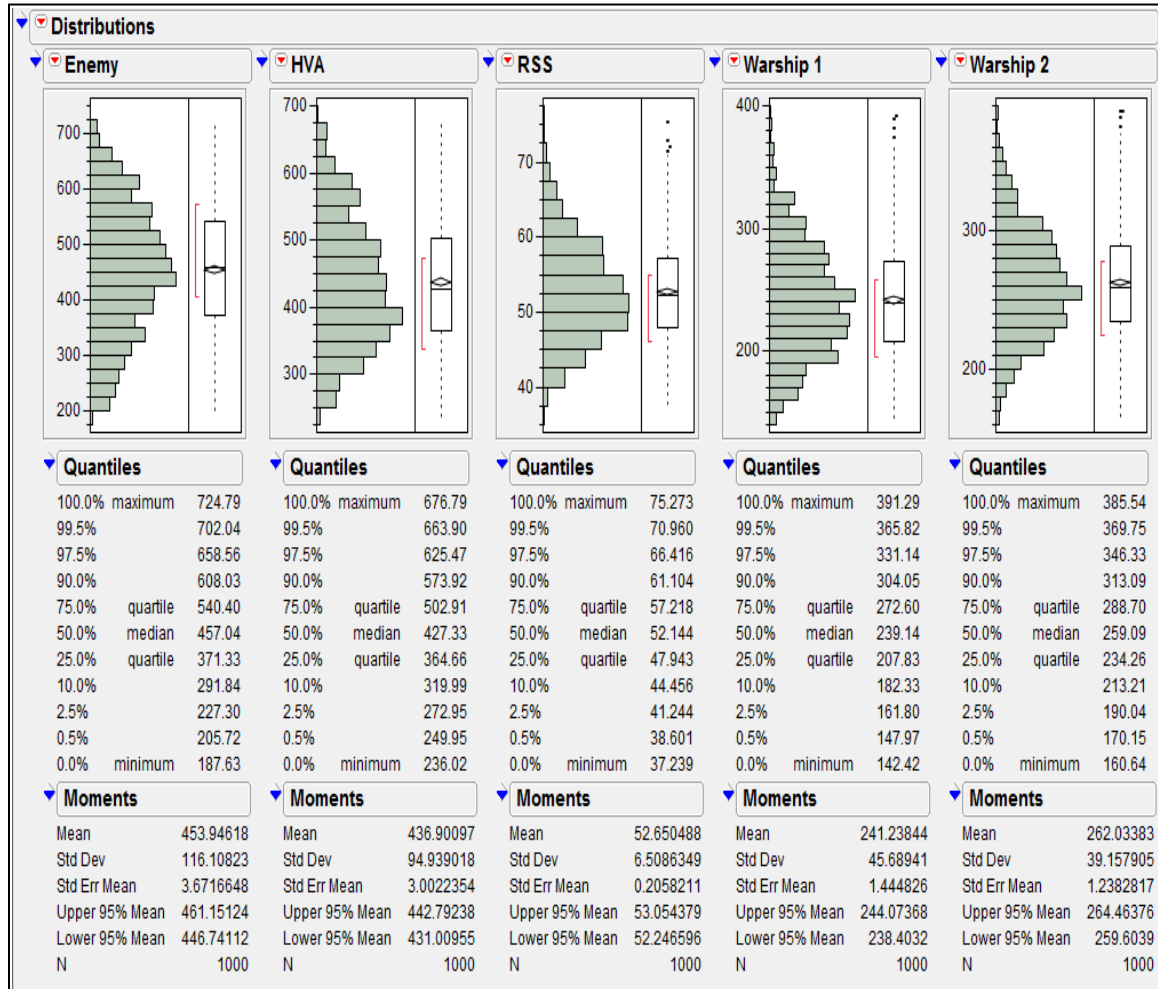 Distributions
Enemy HVA RSS Warship 1 Warship 2
700 600 500 400 300 200
700 600 500 400 300
70 60 50 40
400 300 200
300 200
Quantiles Quantiles Quantiles Quantiles Quantiles
100.0% maximum 724.79 100.0% maximum 676.79 100.0% maximum 75.273 100.0% maximum 391.29 100.0% maximum 385.54
99.5% 702.04 99.5% 663.90 99.5% 70.960 99.5% 365.82 99.5% 369.75
97.5% 658.56 97.5% 625.47 97.5% 66.416 97.5% 331.14 97.5% 346.33
90.0% 608.03 90.0% 573.92 90.0% 61.104 90.0% 304.05 90.0% 313.09
75.0% quartile 540.40 75.0% quartile 502.91 75.0% quartile 57.218 75.0% quartile 272.60 75.0% quartile 288.70
50.0% median 457.04 50.0% median 427.33 50.0% median 52.144 50.0% median 239.14 50.0% median 259.09
25.0% quartile 371.33 25.0% quartile 364.66 25.0% quartile 47.943 25.0% quartile 207.83 25.0% quartile 234.26
10.0% 291.84 10.0% 319.99 10.0% 44.456 10.0% 182.33 10.0% 213.21
2.5% 227.30 2.5% 272.95 2.5% 41.244 2.5% 161.80 2.5% 190.04
0.5% 205.72 0.5% 249.95 0.5% 38.601 0.5% 147.97 0.5% 170.15
0.0% minimum 187.63 0.0% minimum 236.02 0.0% minimum 37.239 0.0% minimum 142.42 0.0% minimum 160.64
Moments Moments Moments Moments Moments
Mean 453.94618 Mean 436.90097 Mean 52.650488 Mean 241.23844 Mean 262.03383
Std Dev 116.10823 Std Dev 94.939018 Std Dev 6.5086349 Std Dev 45.68941 Std Dev 39.157905
Std Err Mean 3.6716648 Std Err Mean 3.0022354 Std Err Mean 0.2058211 Std Err Mean 1.444826 Std Err Mean 1.2382817
Upper 95% Mean 461.15124 Upper 95% Mean 442.79238 Upper 95% Mean 53.054379 Upper 95% Mean 244.07368 Upper 95% Mean 264.46376
Lower 95% Mean 446.74112 Lower 95% Mean 431.00955 Lower 95% Mean 52.246596 Lower 95% Mean 238.4032 Lower 95% Mean 259.6039
N 1000 N 1000 N 1000 N 1000 N 1000